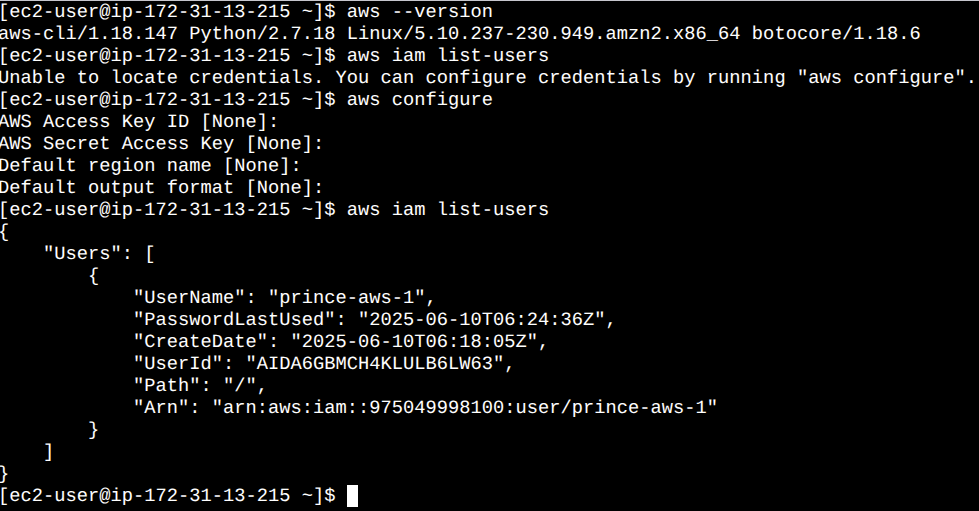 [ec2-user@ip-172-31-13-215 ~]$ aws --version
aws-cli/1.18.147 Python/2.7.18 Linux/5.10.237-230.949.amzn2.x86_64 botocore/1.18.6
[ec2-user@ip-172-31-13-215 ~]$ aws iam list-users
Unable to locate credentials. You can configure credentials by running "aws configure".
[ec2-user@ip-172-31-13-215 ~]$ aws configure
AWS Access Key ID [None]:
AWS Secret Access Key [None]:
Default region name [None]:
Default output format [None]:
[ec2-user@ip-172-31-13-215 ~]$ aws iam list-users
{
    "Users": [
        {
            "UserName": "prince-aws-1",
            "PasswordLastUsed": "2025-06-10T06:24:36Z",
            "CreateDate": "2025-06-10T06:18:05Z",
            "UserId": "AIDA6GBMCH4KLULB6LW63",
            "Path": "/",
            "Arn": "arn:aws:iam::975049998100:user/prince-aws-1"
        }
    ]
}
[ec2-user@ip-172-31-13-215 ~]$